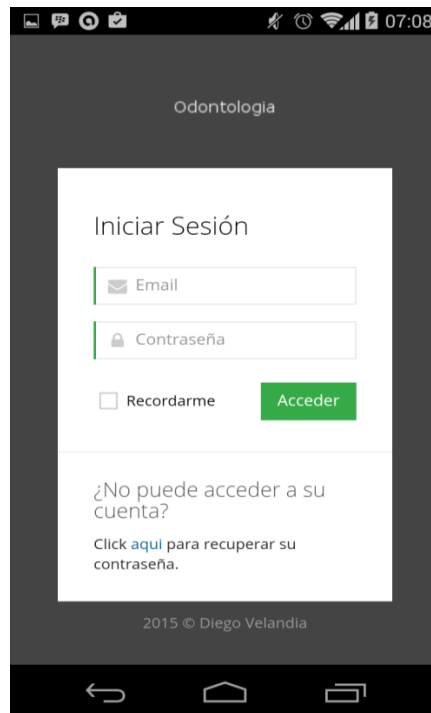 07:08
Odontologia
Iniciar Sesión
Email
Contraseña
Recordarme
Acceder
¿No puede acceder a su
cuenta?
Click aqui para recuperar su
contraseña.
2015 © Diego Velandia